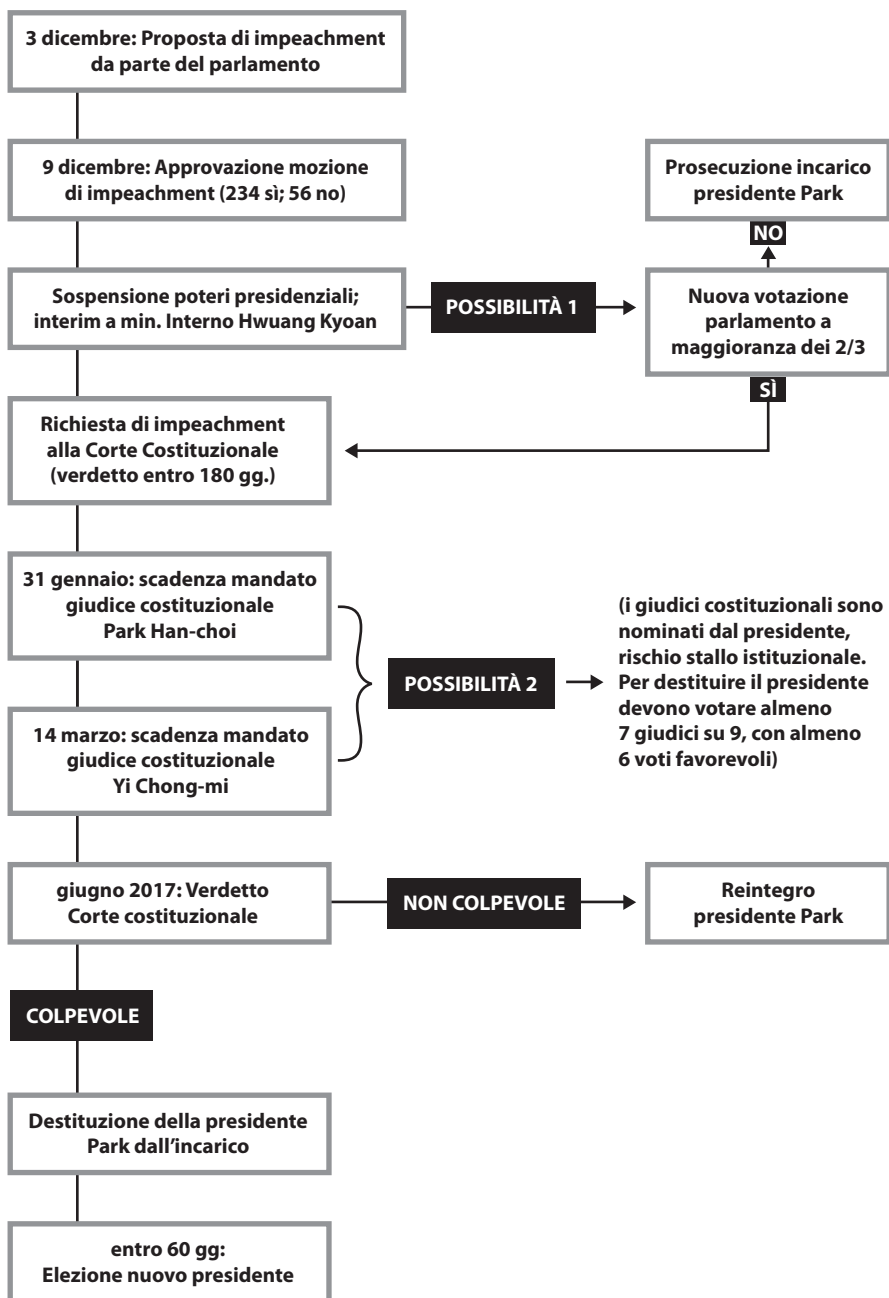 3 dicembre: Proposta di impeachment
da parte del parlamento
9 dicembre: Approvazione mozione
di impeachment (234 sì; 56 no)
Prosecuzione incarico
presidente Park
NO
Sospensione poteri presidenziali;
interim a min. Interno Hwuang Kyoan
POSSIBILITÀ 1
Nuova votazione
parlamento a
maggioranza dei 2/3
SÌ
Richiesta di impeachment
alla Corte Costituzionale
(verdetto entro 180 gg.)
31 gennaio: scadenza mandato
giudice costituzionale
Park Han-choi
14 marzo: scadenza mandato
giudice costituzionale
Yi Chong-mi
POSSIBILITÀ 2
(i giudici costituzionali sono
nominati dal presidente,
rischio stallo istituzionale.
Per destituire il presidente
devono votare almeno
7 giudici su 9, con almeno
6 voti favorevoli)
giugno 2017: Verdetto
Corte costituzionale
NON COLPEVOLE
Reintegro
presidente Park
COLPEVOLE
Destituzione della presidente
Park dall'incarico
entro 60 gg:
Elezione nuovo presidente